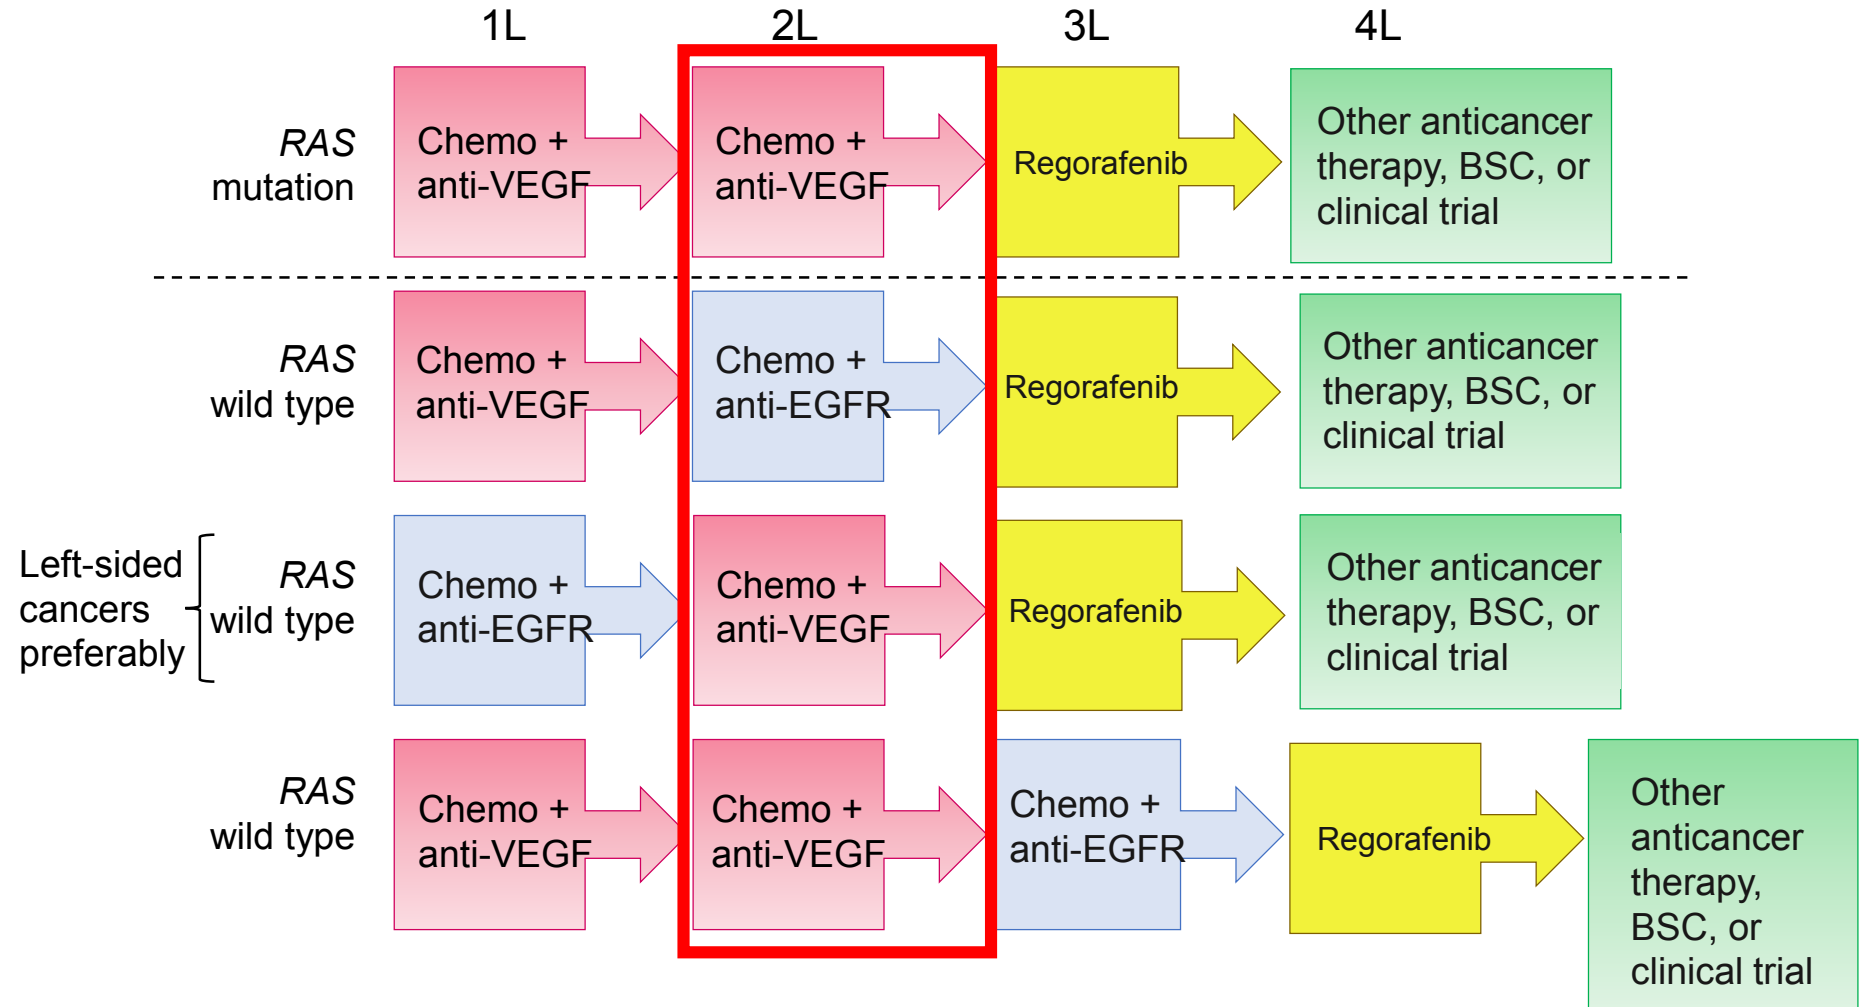 1L
2L
3L
4L
RAS
mutation
Chemo +
anti-VEGF
Chemo +
anti-VEGF
Regorafenib
Other anticancer
therapy, BSC, or
clinical trial
RAS
wild type
Chemo +
anti-VEGF
Chemo +
anti-EGFR
Regorafenib
Other anticancer
therapy, BSC, or
clinical trial
Left-sided
cancers
preferably
RAS
wild type
Chemo +
anti-EGFR
Chemo +
anti-VEGF
Regorafenib
Other anticancer
therapy, BSC, or
clinical trial
RAS
wild type
Chemo +
anti-VEGF
Chemo +
anti-VEGF
Chemo +
anti-EGFR
Regorafenib
Other
anticancer
therapy,
BSC, or
clinical trial